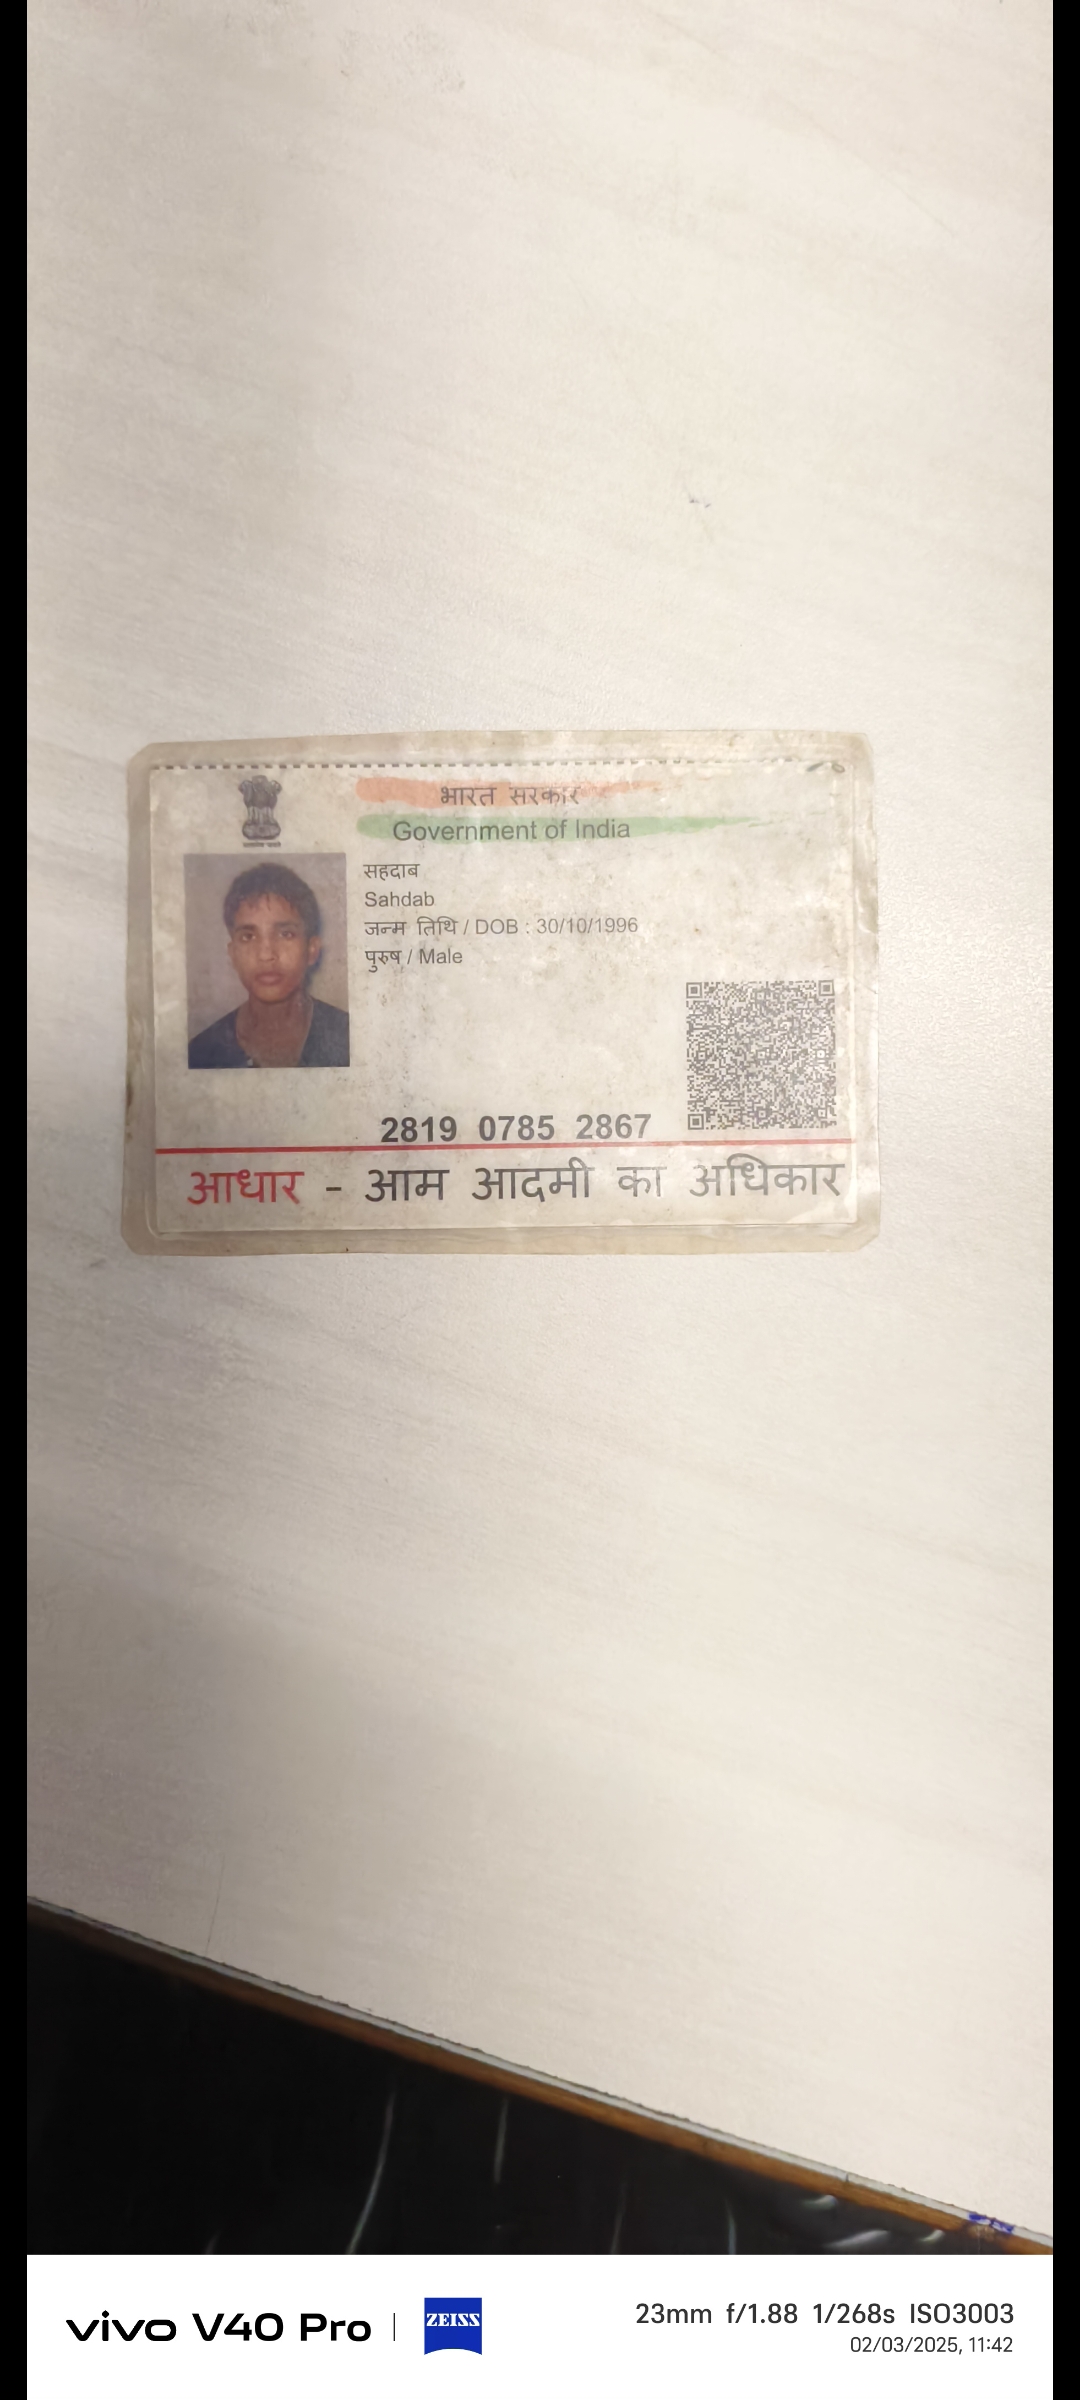 भारत सरकार
Government of India
सहदाब
Sahdab
जन्म तिथि / DOB : 30/10/1996
पुरुष / Male
2819 0785 2867
आधार - आम आदमी का अधिकार
vivo V40 Pro | ZEISS
23mm f/1.88 1/268s ISO3003
02/03/2025, 11:42